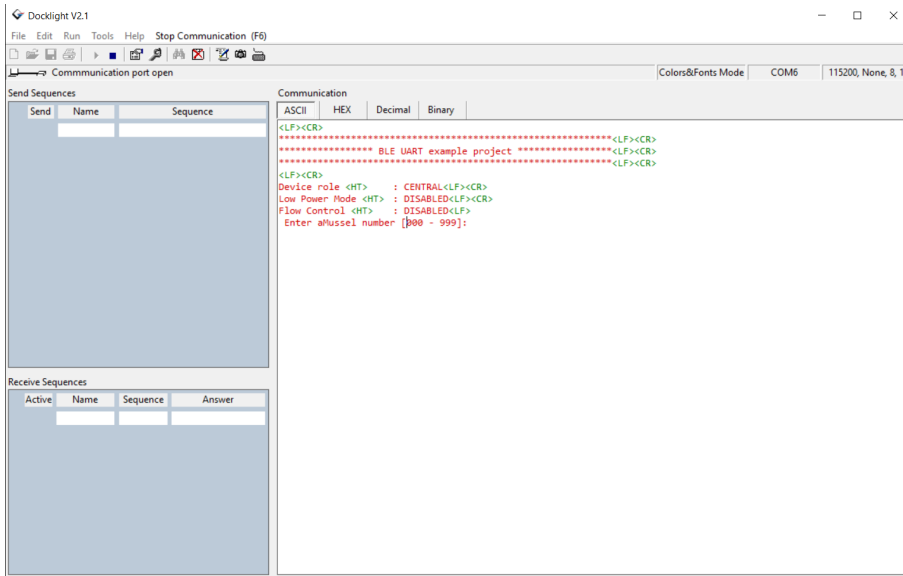 Docklight V2.1
File Edit Run Tools Help Stop Communication (F6)
Commmunication port open
Colors&Fonts Mode COM6 115200, None, 8, 1
Send Sequences
Send Name Sequence
Communication
ASCII HEX Decimal Binary
<LF><CR>
************************************************************<LF><CR>
***************** BLE UART example project *****************<LF><CR>
************************************************************<LF><CR>
<LF><CR>
Device role <HT> : CENTRAL<LF><CR>
Low Power Mode <HT> : DISABLED<LF><CR>
Flow Control <HT> : DISABLED<LF>
Enter aMussel number [000 - 999]:
Receive Sequences
Active Name Sequence Answer